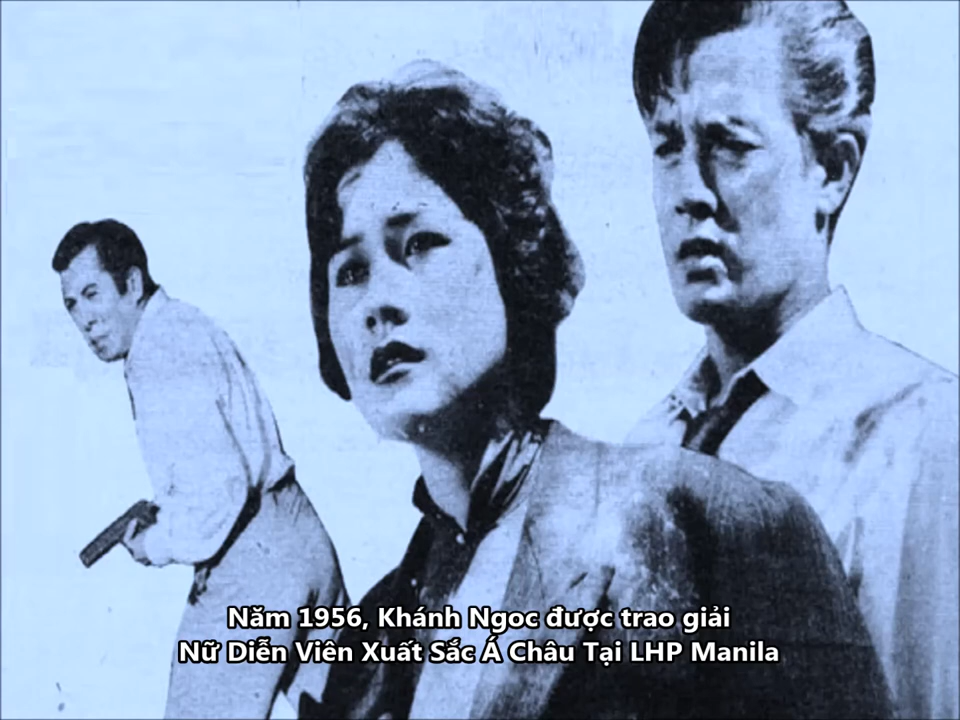 Năm 1956, Khánh Ngoc được trao giải
Nữ Diễn Viên Xuất Sắc Á Châu Tại LHP Manila